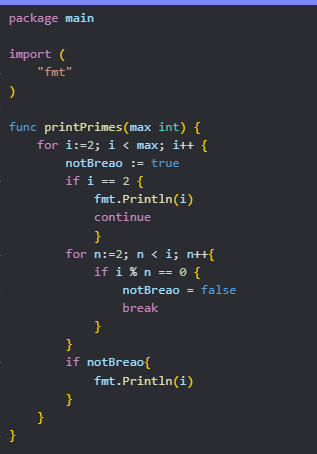 package main

import (
    "fmt"
)

func printPrimes(max int) {
    for i:=2; i < max; i++ {
        notBreao := true
        if i == 2 {
            fmt.Println(i)
            continue
            }
        for n:=2; n < i; n++{
            if i % n == 0 {
                notBreao = false
                break
            }
        }
        if notBreao{
            fmt.Println(i)
        }
    }
}